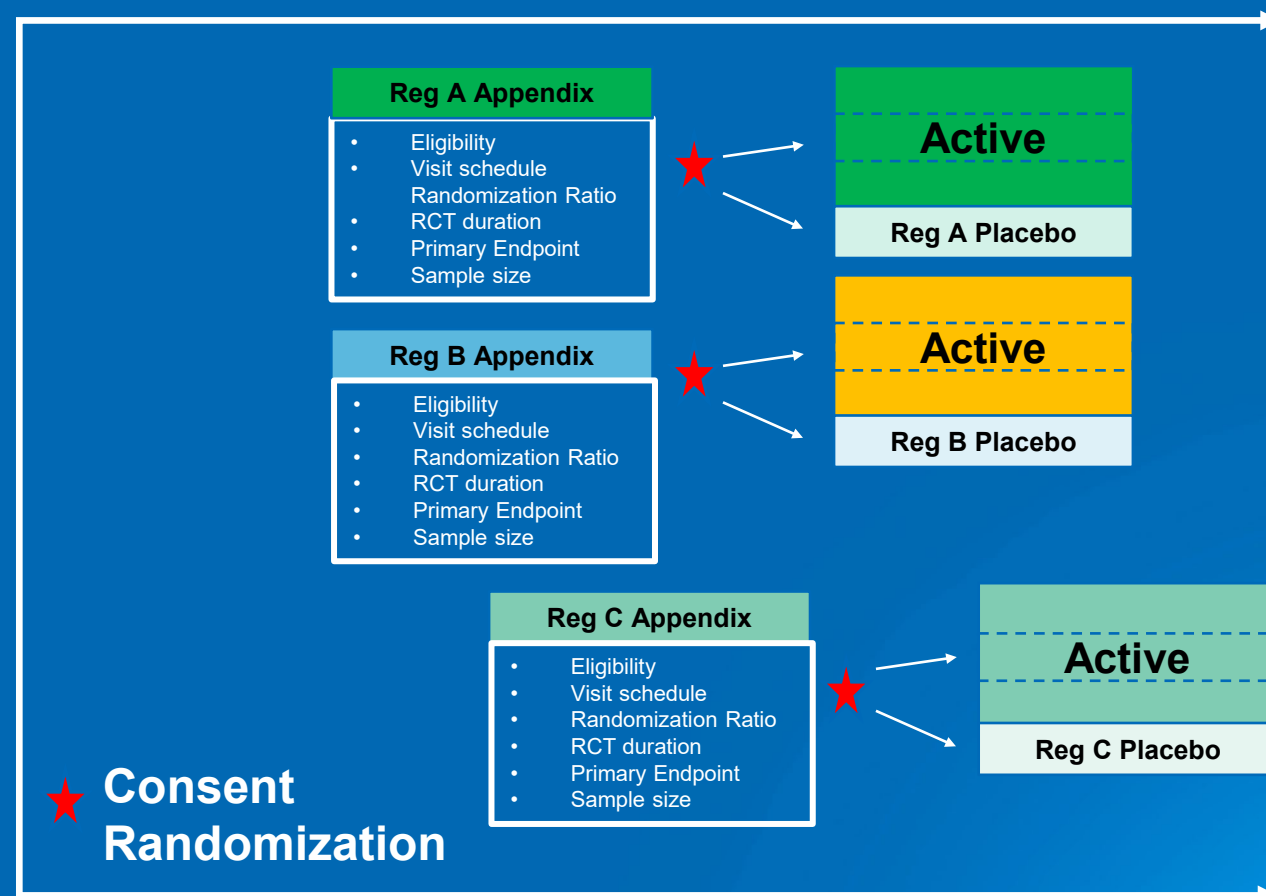 Reg A Appendix
• Eligibility
• Visit schedule
Randomization Ratio
• RCT duration
• Primary Endpoint
• Sample size
Active
Reg A Placebo
Reg B Appendix
• Eligibility
• Visit schedule
• Randomization Ratio
• RCT duration
• Primary Endpoint
• Sample size
Active
Reg B Placebo
Reg C Appendix
• Eligibility
• Visit schedule
• Randomization Ratio
• RCT duration
• Primary Endpoint
• Sample size
Active
Reg C Placebo
Consent
Randomization